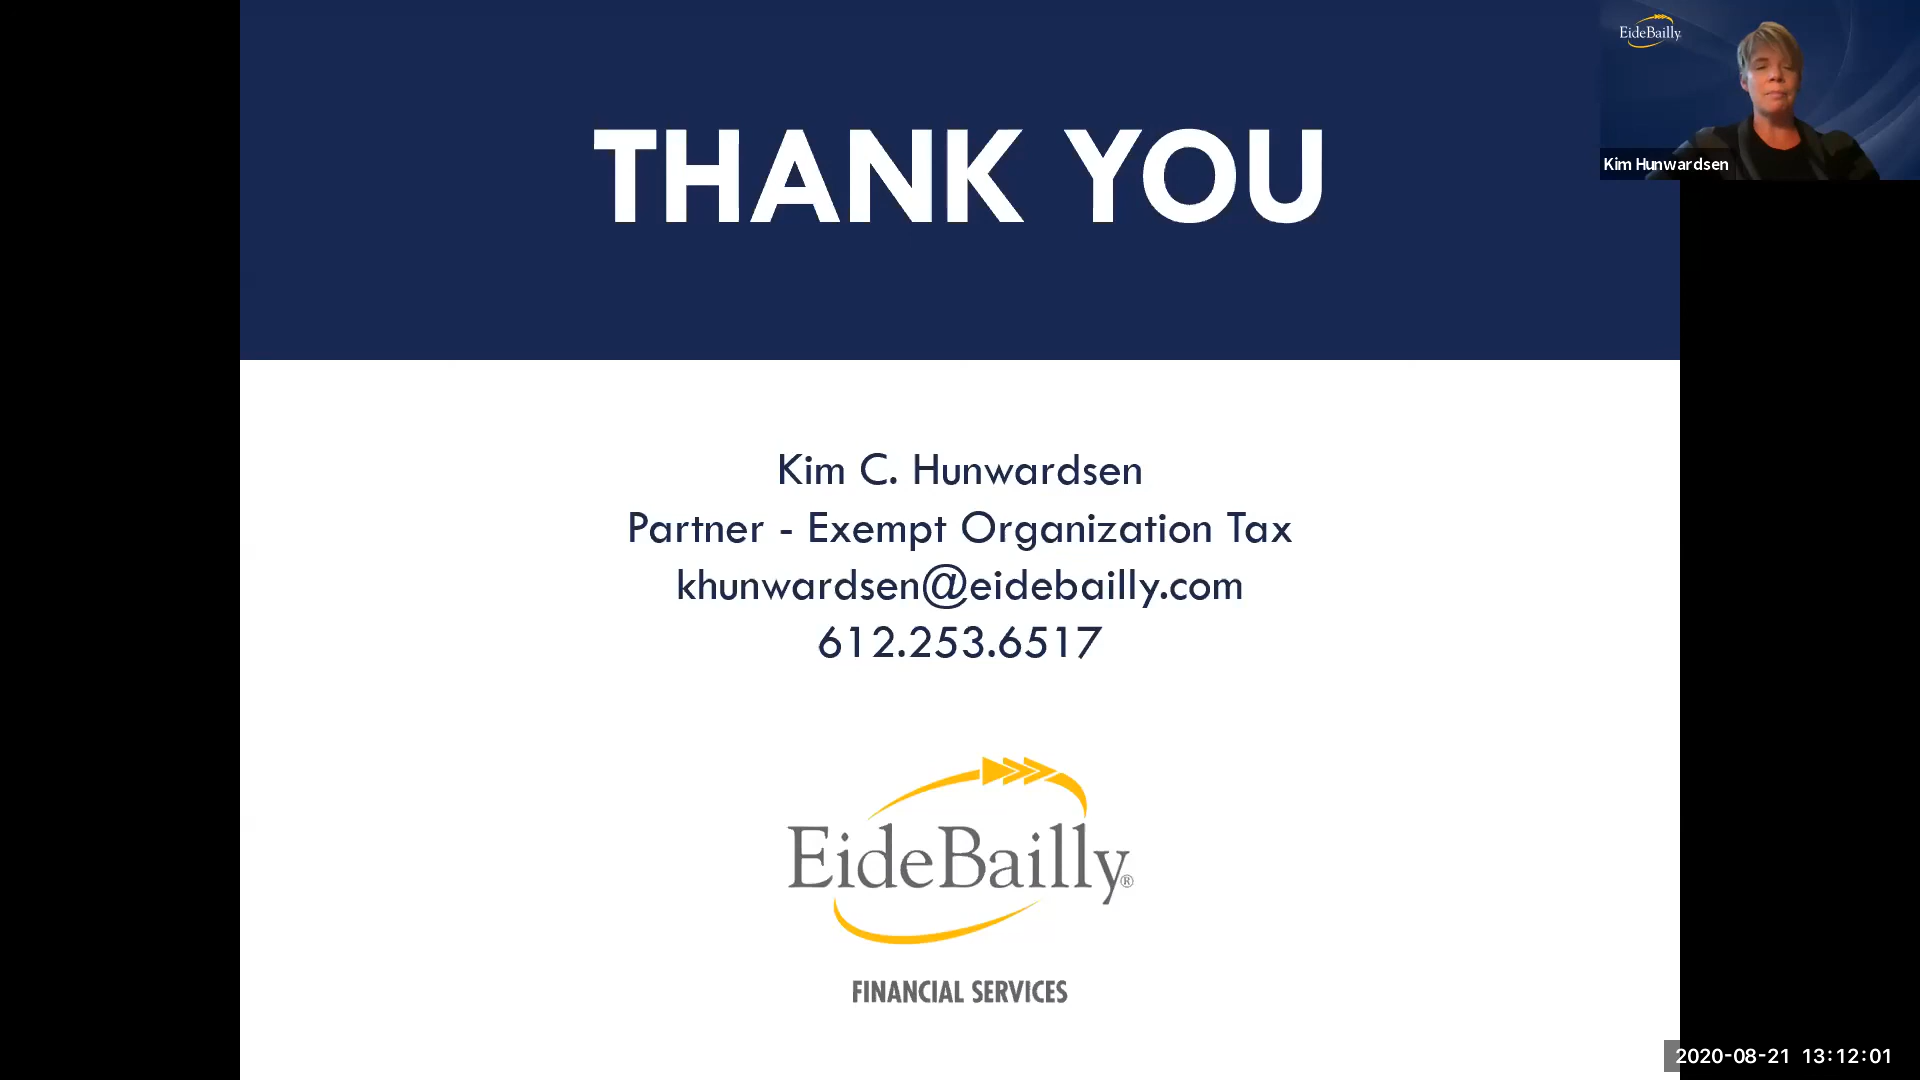 EideBailly
Kim Hunwardsen
THANK YOU
Kim C. Hunwardsen
Partner - Exempt Organization Tax
khunwardsen@eidebailly.com
612.253.6517
EideBailly®
FINANCIAL SERVICES
2020-08-21 13:12:01